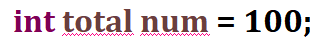 int total num = 100;